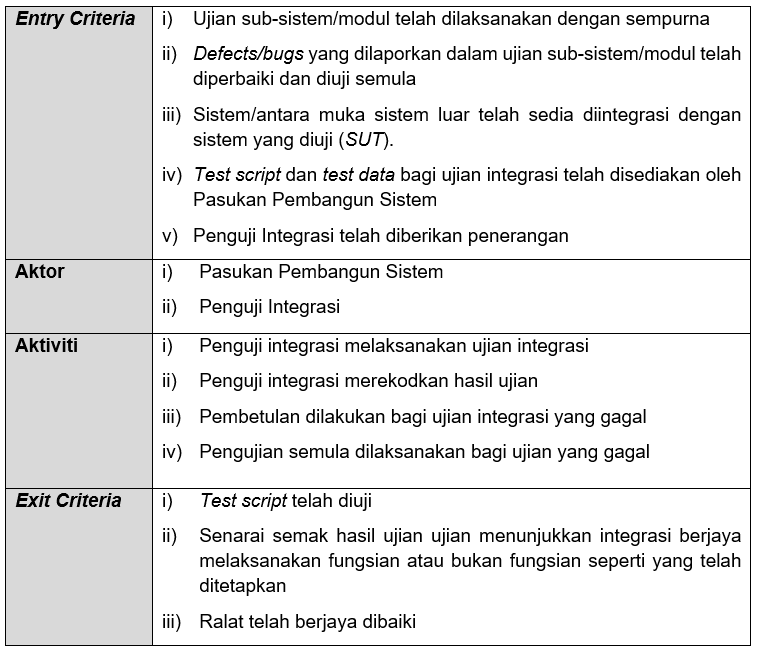 Entry Criteria
i) Ujian sub-sistem/modul telah dilaksanakan dengan sempurna
ii) Defects/bugs yang dilaporkan dalam ujian sub-sistem/modul telah
diperbaiki dan diuji semula
iii) Sistem/antara muka sistem luar telah sedia diintegrasi dengan
sistem yang diuji (SUT).
iv) Test script dan test data bagi ujian integrasi telah disediakan oleh
Pasukan Pembangun Sistem
v) Penguji Integrasi telah diberikan penerangan
Aktor
i) Pasukan Pembangun Sistem
ii) Penguji Integrasi
Aktiviti
i) Penguji integrasi melaksanakan ujian integrasi
ii) Penguji integrasi merekodkan hasil ujian
iii) Pembetulan dilakukan bagi ujian integrasi yang gagal
iv) Pengujian semula dilaksanakan bagi ujian yang gagal
Exit Criteria
i) Test script telah diuji
ii) Senarai semak hasil ujian ujian menunjukkan integrasi berjaya
melaksanakan fungsian atau bukan fungsian seperti yang telah
ditetapkan
iii) Ralat telah berjaya dibaiki